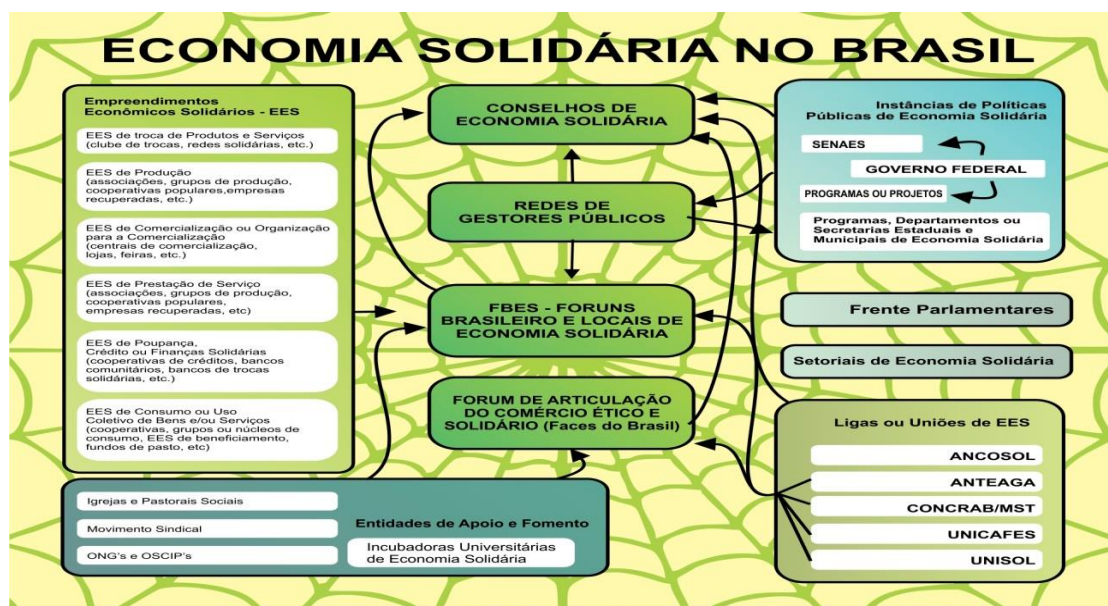 ECONOMIA SOLIDÁRIA NO BRASIL
Empreendimentos
Econômicos Solidários - EES
EES de troca de Produtos e Serviços
(clube de trocas, redes solidárias, etc.)
EES de Produção
(associações, grupos de produção,
cooperativas populares,empresas
recuperadas, etc.)
EES de Comercialização ou Organização
para a Comercialização
(centrais de comercialização,
lojas, feiras, etc.)
EES de Prestação de Serviço
(associações, grupos de produção,
cooperativas populares,
empresas recuperadas, etc)
EES de Poupança,
Crédito ou Finanças Solidárias
(cooperativas de créditos, bancos
comunitários, bancos de trocas
solidárias, etc.)
EES de Consumo ou Uso
Coletivo de Bens e/ou Serviços
(cooperativas, grupos ou núcleos de
consumo, EES de beneficiamento,
fundos de pasto, etc)
CONSELHOS DE
ECONOMIA SOLIDÁRIA
REDES DE
GESTORES PÚBLICOS
FBES - FORUNS
BRASILEIRO E LOCAIS DE
ECONOMIA SOLIDÁRIA
FORUM DE ARTICULAÇÃO
DO COMÉRCIO ÉTICO E
SOLIDÁRIO (Faces do Brasil)
Instâncias de Políticas
Públicas de Economia Solidária
SENAES
GOVERNO FEDERAL
PROGRAMAS OU PROJETOS
Programas, Departamentos ou
Secretarias Estaduais e
Municipais de Economia Solidária
Frente Parlamentares
Setoriais de Economia Solidária
Ligas ou Uniões de EES
ANCOSOL
ANTEAGA
CONCRAB/MST
UNICAFES
UNISOL
Igrejas e Pastorais Sociais
Movimento Sindical
ONG's e OSCIP's
Entidades de Apoio e Fomento
Incubadoras Universitárias
de Economia Solidária